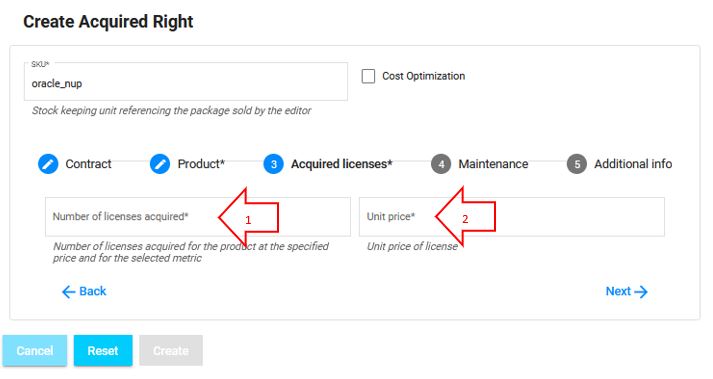 Create Acquired Right
SKU*
oracle_nup
Cost Optimization
Stock keeping unit referencing the package sold by the editor
Contract
Product*
3 Acquired licenses*
4 Maintenance
5 Additional info
Number of licenses acquired*
1
Unit price*
2
Number of licenses acquired for the product at the specified
price and for the selected metric
Unit price of license
Back
Next
Cancel
Reset
Create